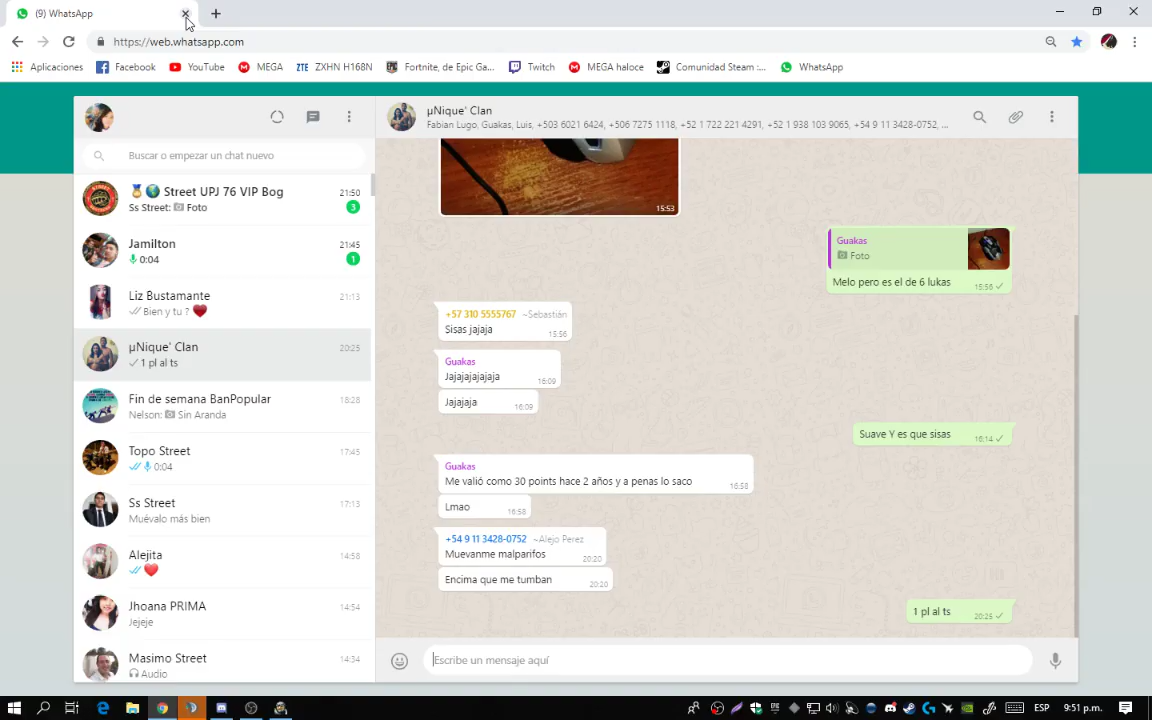 (9) WhatsApp
https://web.whatsapp.com
Aplicaciones Facebook YouTube MEGA ZTE ZXHN H168N Fortnite, de Epic Ga... Twitch MEGA haloce Comunidad Steam :... WhatsApp
µNique' Clan
Fabian Lugo, Guakas, Luis, +503 6021 6424, +506 7275 1118, +52 1 722 221 4291, +52 1 938 103 9065, +54 9 11 3428-0752, ...
Buscar o empezar un chat nuevo
Street UPJ 76 VIP Bog 21:50
Ss Street: Foto 3
Jamilton 21:45
0:04 1
Liz Bustamante 21:13
Bien y tu ?
µNique' Clan 20:25
1 pl al ts
Fin de semana BanPopular 18:28
Nelson: Sin Aranda
Topo Street 17:45
0:04
Ss Street 17:13
Muévalo más bien
Alejita 14:58
Jhoana PRIMA 14:54
Jejeje
Masimo Street 14:34
Audio
15:53
Guakas
Foto
Melo pero es el de 6 lukas 15:56
+57 310 5555767 ~Sebastián
Sisas jajaja 15:56
Guakas
Jajajajajajaja 16:09
Jajajaja 16:09
Suave Y es que sisas 16:14
Guakas
Me valió como 30 points hace 2 años y a penas lo saco 16:58
Lmao 16:58
+54 9 11 3428-0752 ~Alejo Perez
Muevanme malparifos 20:20
Encima que me tumban 20:20
1 pl al ts 20:25
Escribe un mensaje aquí
ESP 9:51 p.m.